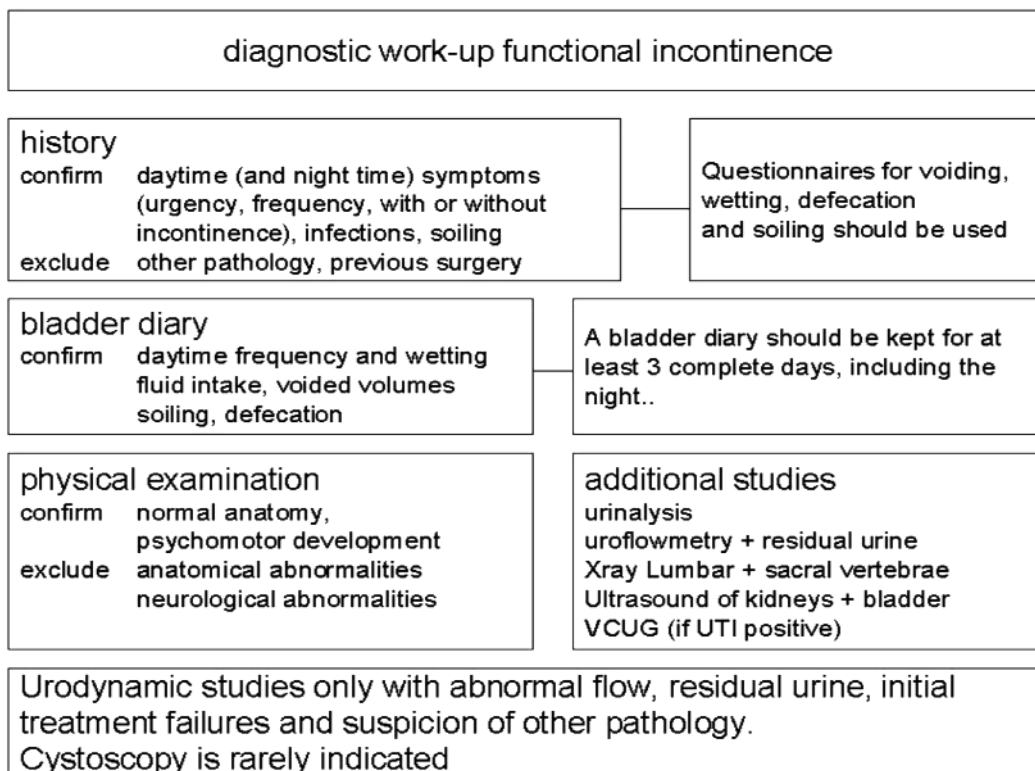 diagnostic work-up functional incontinence
history
confirm daytime (and night time) symptoms
(urgency, frequency, with or without
incontinence), infections, soiling
exclude other pathology, previous surgery
Questionnaires for voiding,
wetting, defecation
and soiling should be used
bladder diary
confirm daytime frequency and wetting
fluid intake, voided volumes
soiling, defecation
A bladder diary should be kept for at
least 3 complete days, including the
night..
physical examination
confirm normal anatomy,
psychomotor development
exclude anatomical abnormalities
neurological abnormalities
additional studies
urinalysis
uroflowmetry + residual urine
Xray Lumbar + sacral vertebrae
Ultrasound of kidneys + bladder
VCUG (if UTI positive)
Urodynamic studies only with abnormal flow, residual urine, initial
treatment failures and suspicion of other pathology.
Cystoscopy is rarely indicated